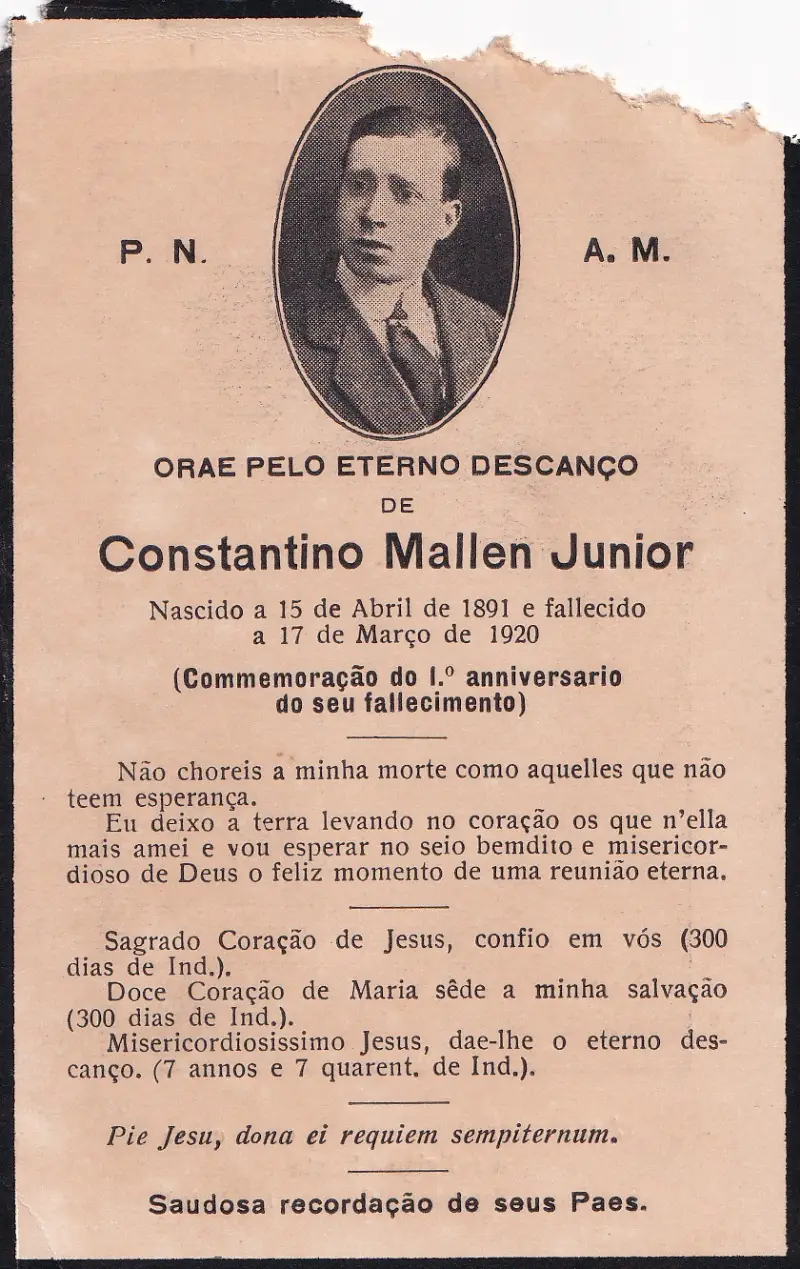 P. N. A. M.
ORAE PELO ETERNO DESCANÇO
DE
Constantino Mallen Junior
Nascido a 15 de Abril de 1891 e fallecido
a 17 de Março de 1920
(Commemoração do 1.º anniversario
do seu fallecimento)
Não choreis a minha morte como aquelles que não
teem esperança.
Eu deixo a terra levando no coração os que n'ella
mais amei e vou esperar no seio bemdito e misericor-
dioso de Deus o feliz momento de uma reunião eterna.
Sagrado Coração de Jesus, confio em vós (300
dias de Ind.).
Doce Coração de Maria sêde a minha salvação
(300 dias de Ind.).
Misericordiosissimo Jesus, dae-lhe o eterno des-
canço. (7 annos e 7 quarent. de Ind.).
Pie Jesu, dona ei requiem sempiternum.
Saudosa recordação de seus Paes.